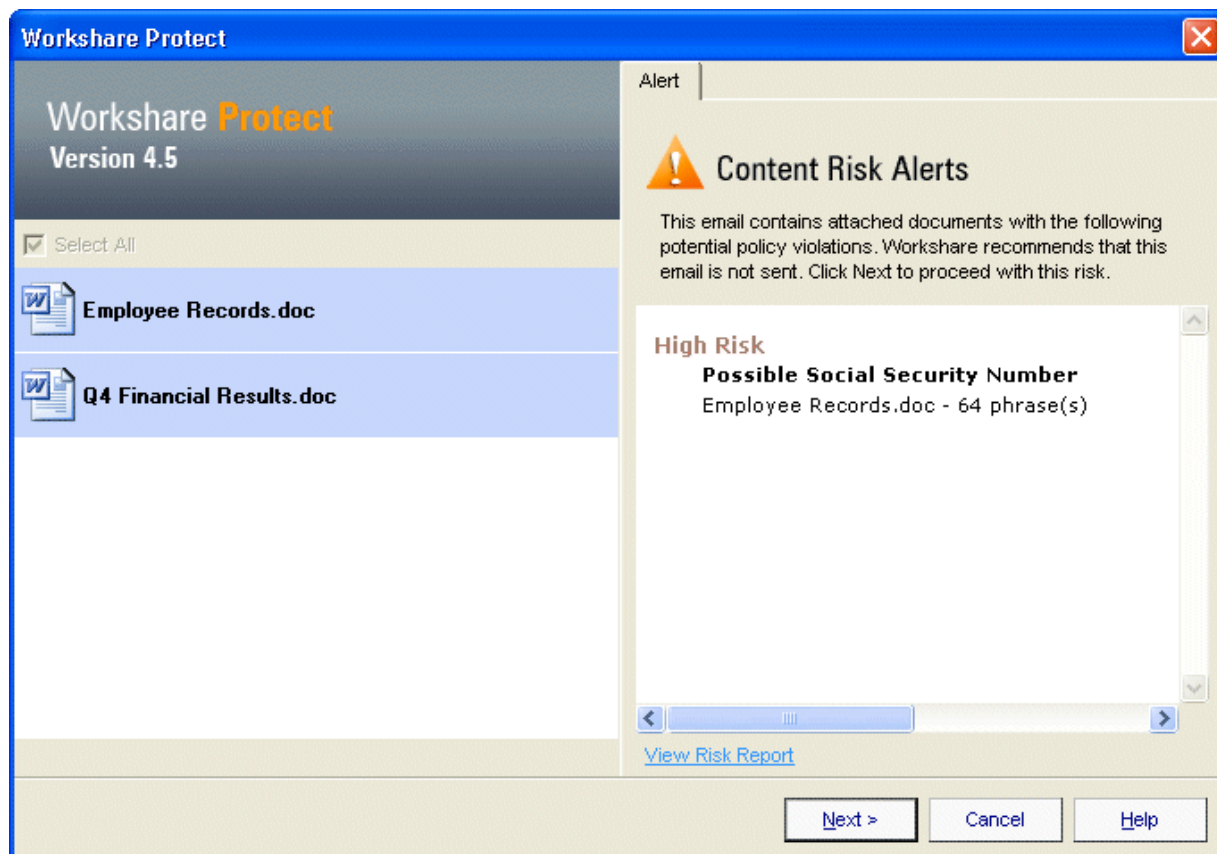 Workshare Protect
Workshare Protect
Version 4.5
Select All
Employee Records.doc
Q4 Financial Results.doc
Alert
Content Risk Alerts
This email contains attached documents with the following
potential policy violations. Workshare recommends that this
email is not sent. Click Next to proceed with this risk.
High Risk
Possible Social Security Number
Employee Records.doc - 64 phrase(s)
View Risk Report
Next >
Cancel
Help